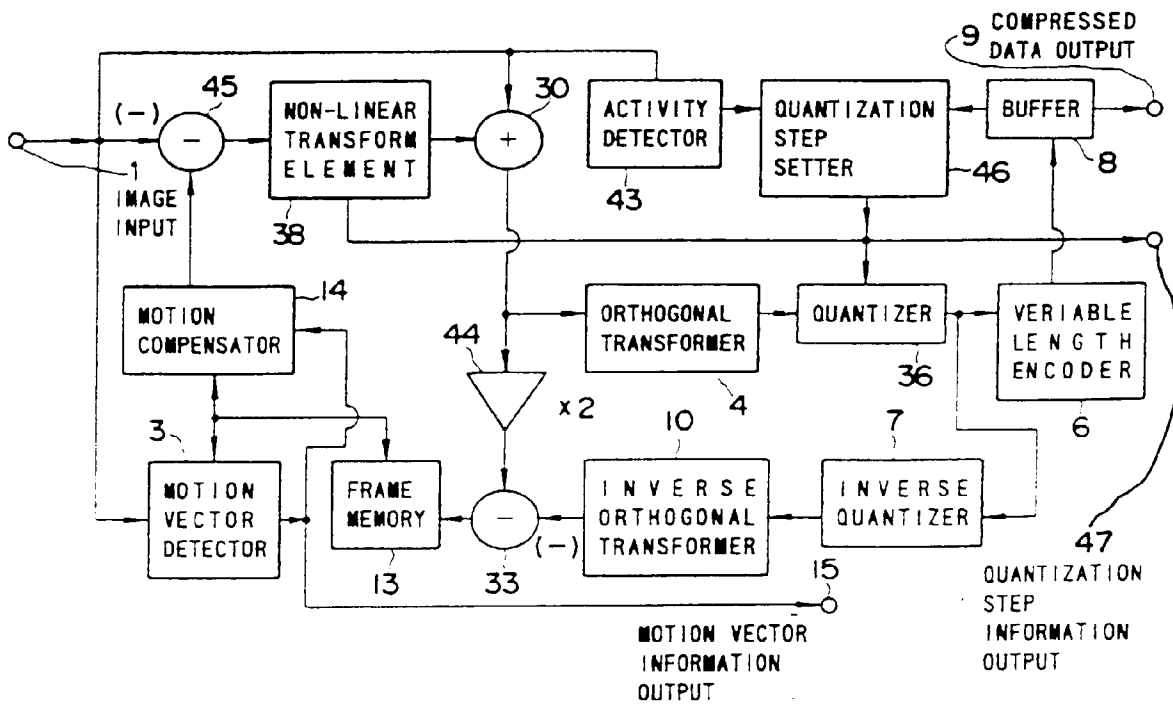 COMPRESSED
DATA OUTPUT
9
45
(-)
-
NON-LINEAR
TRANSFORM
ELEMENT
38
30
+
ACTIVITY
DETECTOR
43
QUANTIZATION
STEP
SETTER
46
BUFFER
8
1
IMAGE
INPUT
14
MOTION
COMPENSATOR
44
x2
ORTHOGONAL
TRANSFORMER
4
QUANTIZER
36
VERIABLE
LENGTH
ENCODER
6
3
MOTION
VECTOR
DETECTOR
FRAME
MEMORY
13
-
(-)
33
10
INVERSE
ORTHOGONAL
TRANSFORMER
7
INVERSE
QUANTIZER
47
QUANTIZATION
STEP
INFORMATION
OUTPUT
15
MOTION VECTOR
INFORMATION
OUTPUT